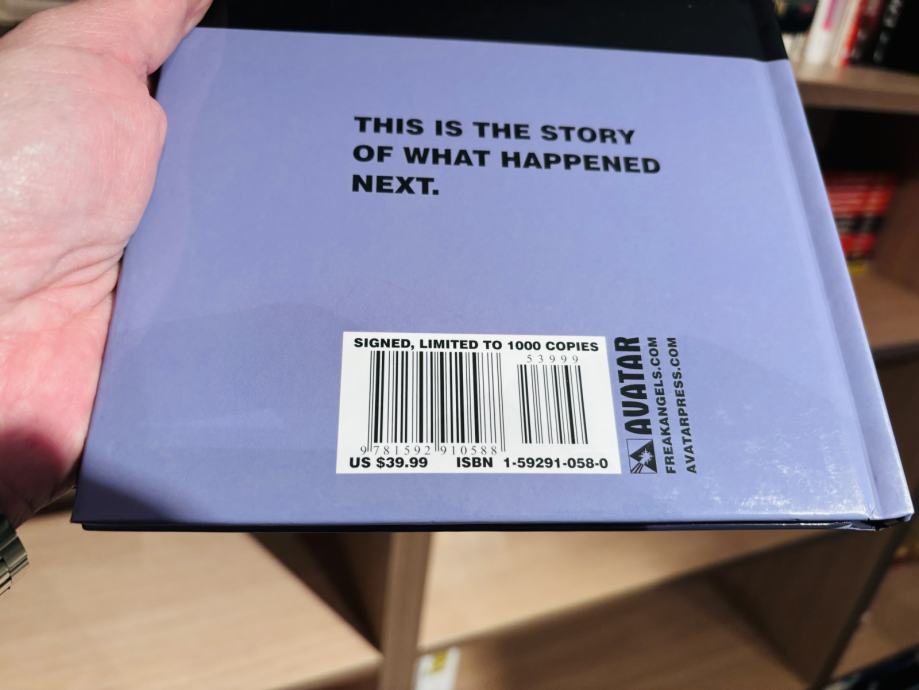 THIS IS THE STORY
OF WHAT HAPPENED
NEXT.
SIGNED, LIMITED TO 1000 COPIES
53999
9 781592 910588
US $39.99 ISBN 1-59291-058-0
AVATAR
FREAKANGELS.COM
AVATARPRESS.COM